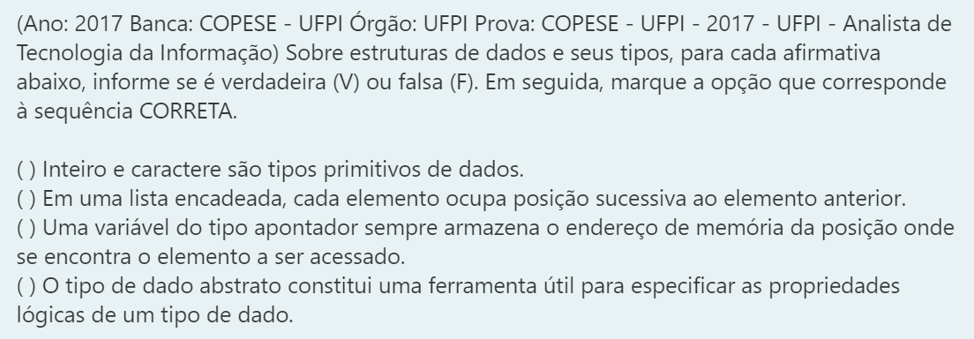 (Ano: 2017 Banca: COPESE - UFPI Órgão: UFPI Prova: COPESE - UFPI - 2017 - UFPI - Analista de
Tecnologia da Informação) Sobre estruturas de dados e seus tipos, para cada afirmativa
abaixo, informe se é verdadeira (V) ou falsa (F). Em seguida, marque a opção que corresponde
à sequência CORRETA.
( ) Inteiro e caractere são tipos primitivos de dados.
( ) Em uma lista encadeada, cada elemento ocupa posição sucessiva ao elemento anterior.
( ) Uma variável do tipo apontador sempre armazena o endereço de memória da posição onde
se encontra o elemento a ser acessado.
( ) O tipo de dado abstrato constitui uma ferramenta útil para especificar as propriedades
lógicas de um tipo de dado.